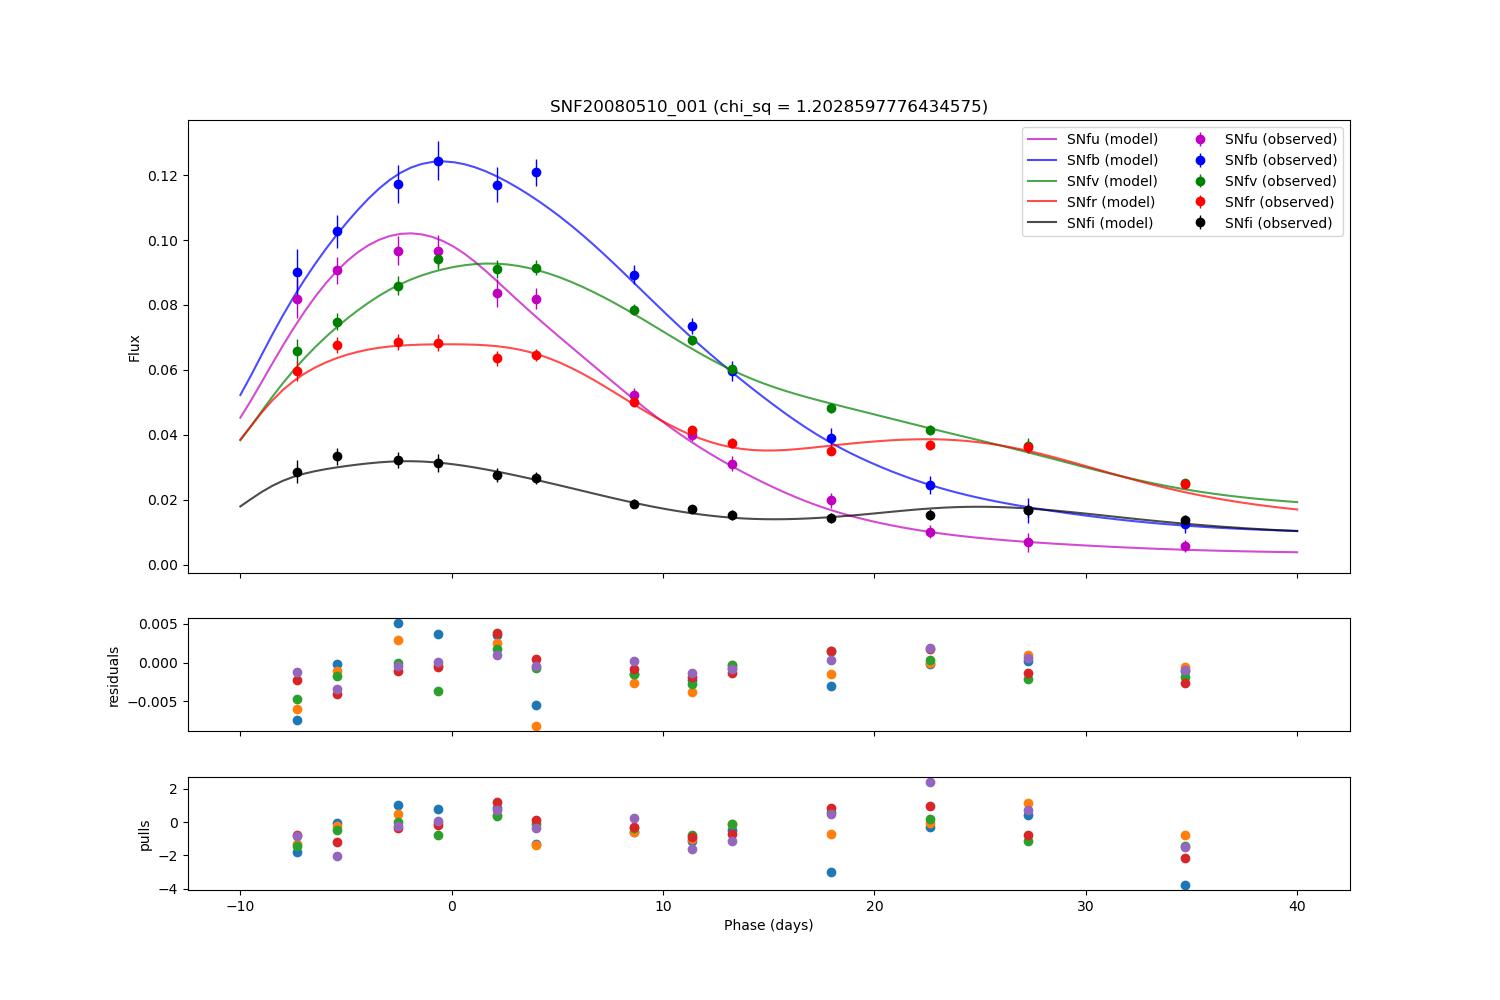 SNF20080510_001 (chi_sq = 1.2028597776434575)
SNfu (model) SNfu (observed)
SNfb (model) SNfb (observed)
SNfv (model) SNfv (observed)
SNfr (model) SNfr (observed)
SNfi (model) SNfi (observed)
Flux
0.12
0.10
0.08
0.06
0.04
0.02
0.00
residuals
0.005
0.000
−0.005
pulls
2
0
−2
−4
−10 0 10 20 30 40
Phase (days)